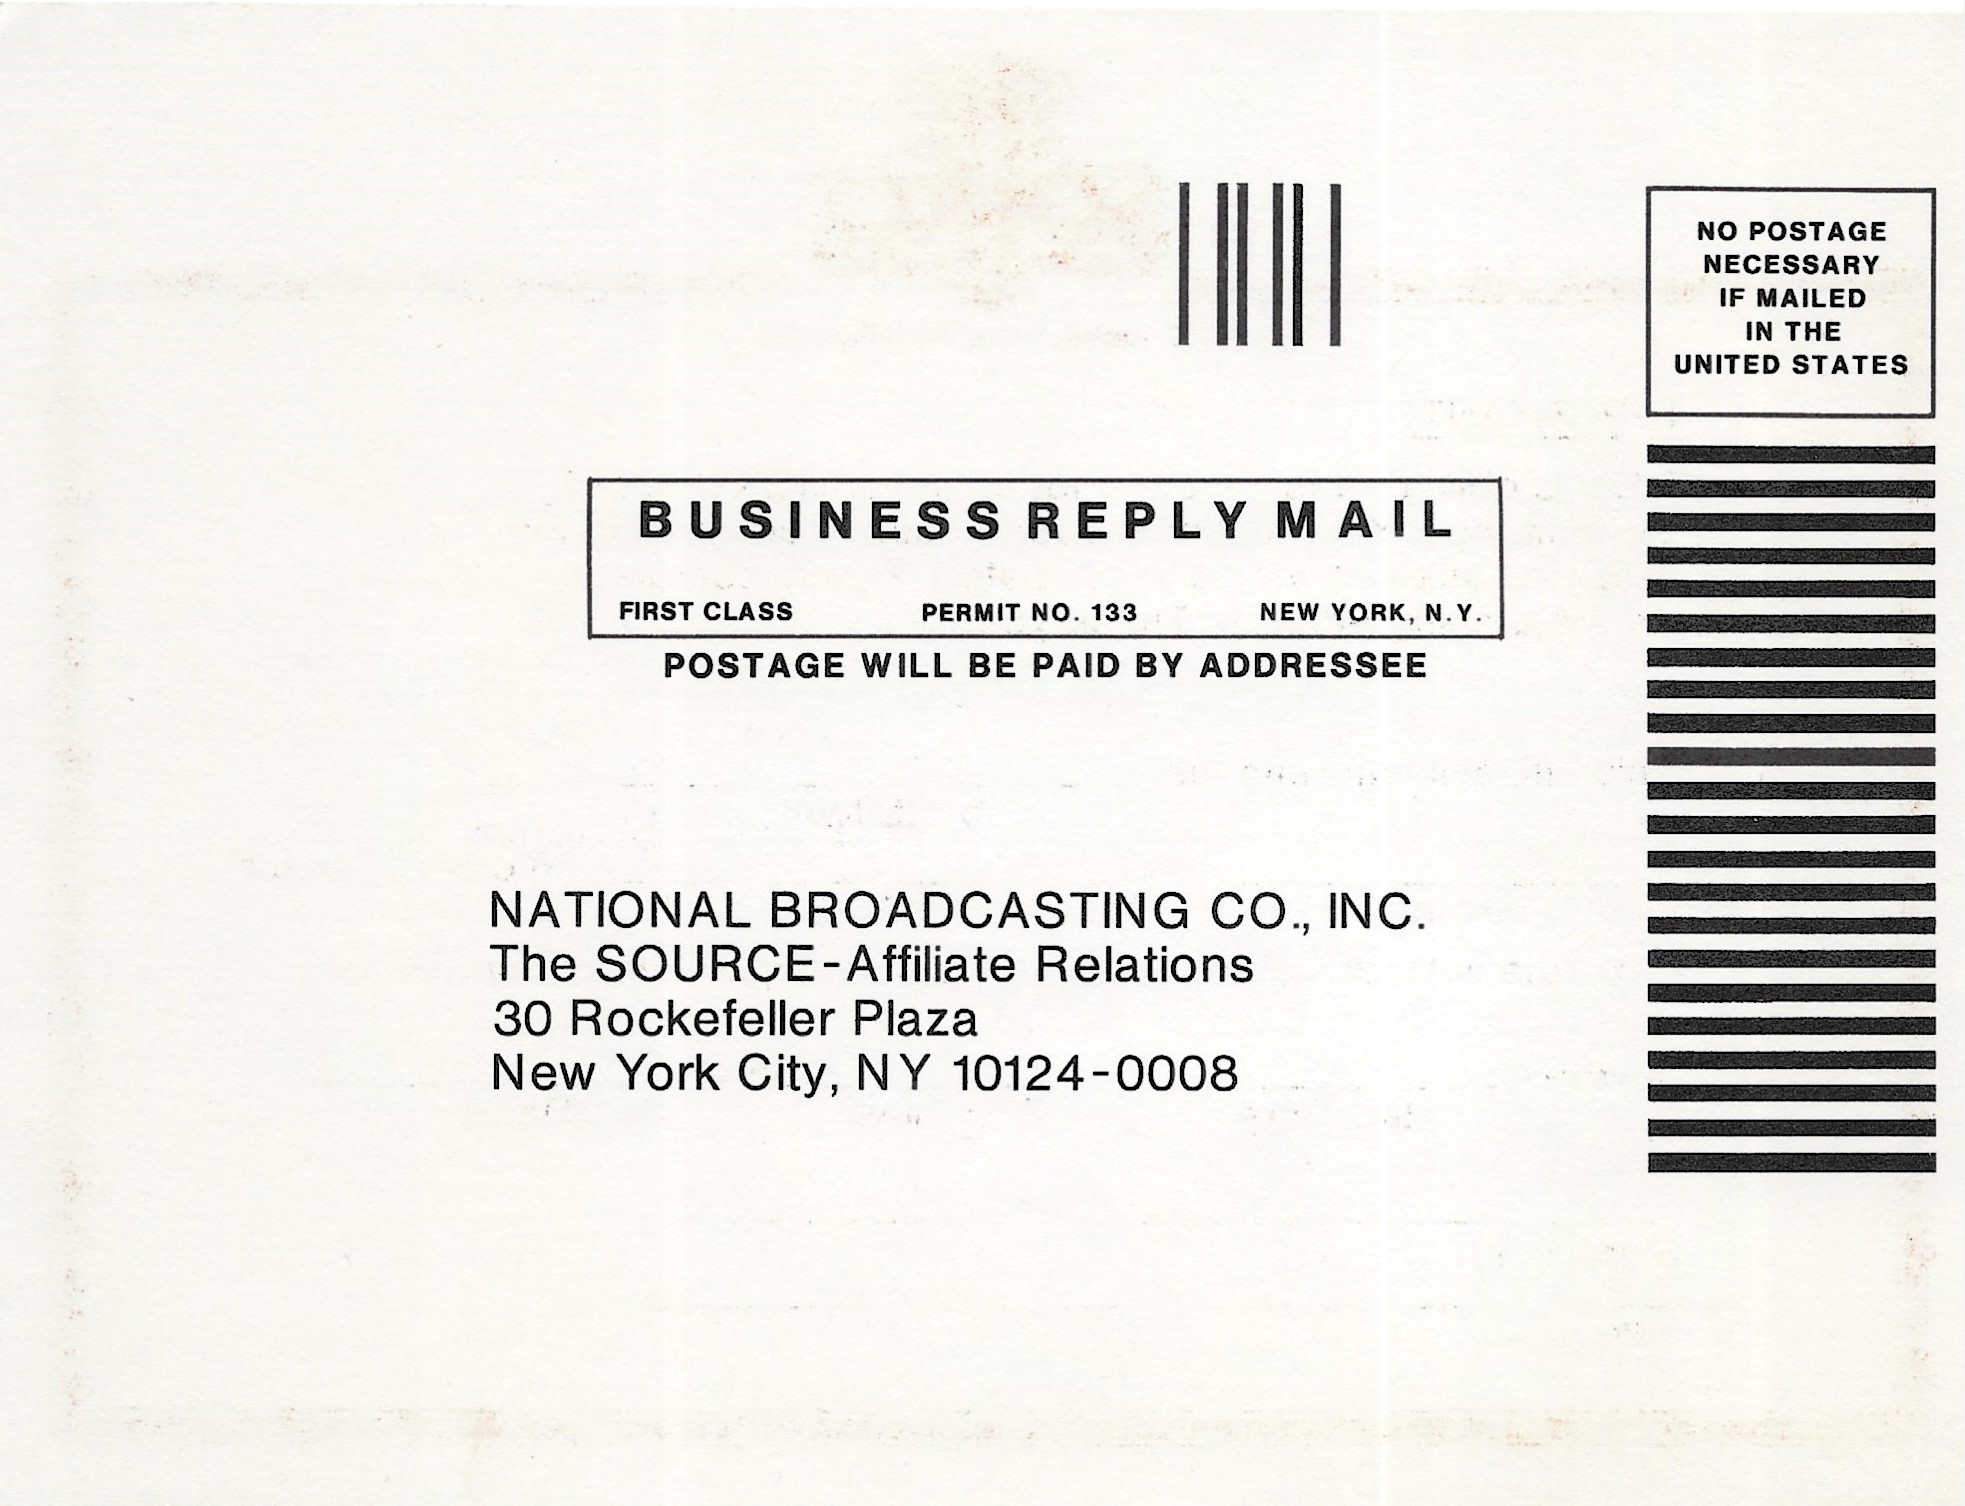 NO POSTAGE
NECESSARY
IF MAILED
IN THE
UNITED STATES
BUSINESS REPLY MAIL
FIRST CLASS PERMIT NO. 133 NEW YORK, N.Y.
POSTAGE WILL BE PAID BY ADDRESSEE
NATIONAL BROADCASTING CO., INC.
The SOURCE-Affiliate Relations
30 Rockefeller Plaza
New York City, NY 10124-0008